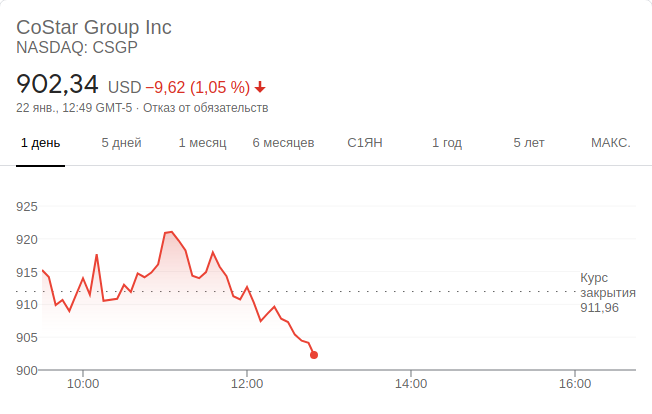 CoStar Group Inc
NASDAQ: CSGP
902,34 USD −9,62 (1,05 %)
22 янв., 12:49 GMT-5 · Отказ от обязательств
1 день 5 дней 1 месяц 6 месяцев С1ЯН 1 год 5 лет МАКС.
925
920
915
910
905
900
Курс
закрытия
911,96
10:00 12:00 14:00 16:00